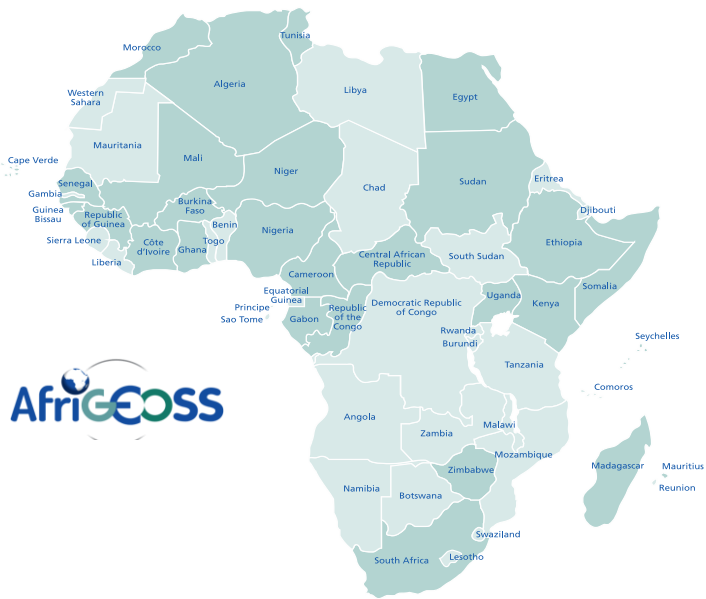 Tunisia
Morocco
Algeria
Libya
Egypt
Western
Sahara
Mauritania
Mali
Niger
Chad
Sudan
Eritrea
Cape Verde
Senegal
Gambia
Guinea
Bissau
Republic
of Guinea
Burkina
Faso
Benin
Nigeria
Djibouti
Sierra Leone
Côte
d'Ivoire
Ghana
Togo
Liberia
Ethiopia
Central African
Republic
South Sudan
Cameroon
Somalia
Equatorial
Guinea
Principe
Sao Tome
Gabon
Republic
of the
Congo
Democratic Republic
of Congo
Uganda
Kenya
Rwanda
Burundi
Seychelles
Tanzania
Comoros
AfriGEOSS
Angola
Zambia
Malawi
Mozambique
Zimbabwe
Madagascar
Mauritius
Reunion
Namibia
Botswana
Swaziland
South Africa
Lesotho